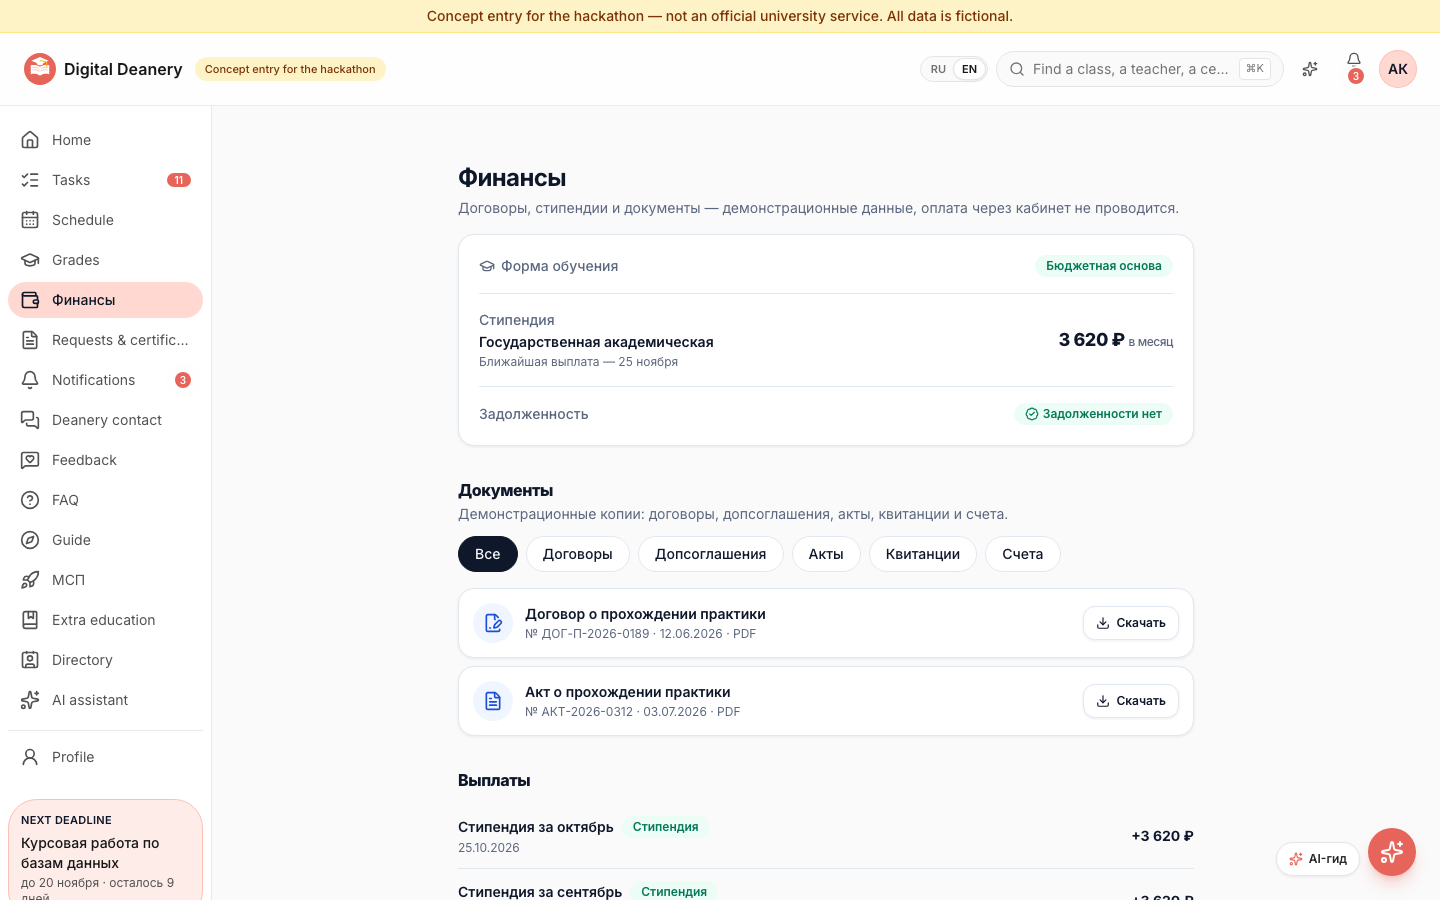 Concept entry for the hackathon — not an official university service. All data is fictional.
Digital Deanery
Concept entry for the hackathon
RU
EN
Find a class, a teacher, a ce...
⌘K
3
АК
Home
Tasks
11
Schedule
Grades
Финансы
Requests & certific...
Notifications
3
Deanery contact
Feedback
FAQ
Guide
МСП
Extra education
Directory
AI assistant
Profile
NEXT DEADLINE
Курсовая работа по
базам данных
до 20 ноября · осталось 9
дней
Финансы
Договоры, стипендии и документы — демонстрационные данные, оплата через кабинет не проводится.
Форма обучения
Бюджетная основа
Стипендия
Государственная академическая
Ближайшая выплата — 25 ноября
3 620 ₽ в месяц
Задолженность
Задолженности нет
Документы
Демонстрационные копии: договоры, допсоглашения, акты, квитанции и счета.
Все
Договоры
Допсоглашения
Акты
Квитанции
Счета
Договор о прохождении практики
№ ДОГ-П-2026-0189 · 12.06.2026 · PDF
Скачать
Акт о прохождении практики
№ АКТ-2026-0312 · 03.07.2026 · PDF
Скачать
Выплаты
Стипендия за октябрь
Стипендия
25.10.2026
+3 620 ₽
Стипендия за сентябрь
Стипендия
+3 620 ₽
AI-гид